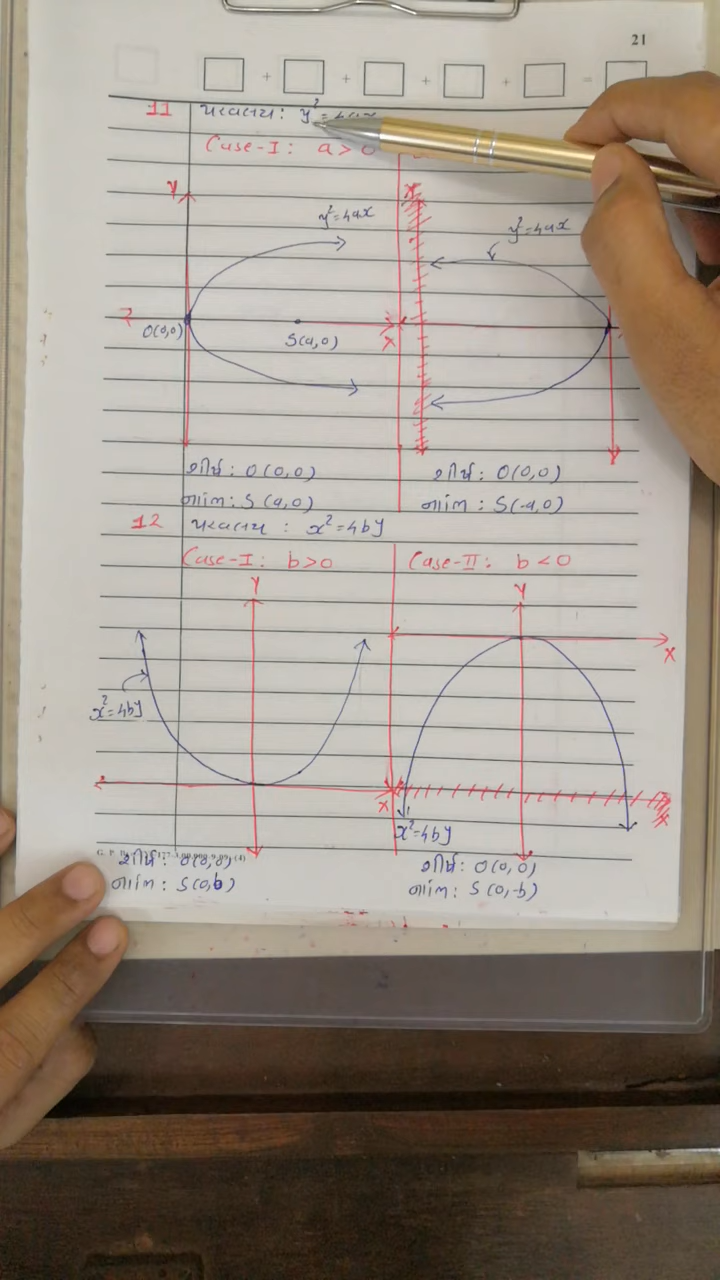 21
11 પરવલય: y²=4ax
Case-I: a>0
Y
y²=4ax
O(0,0)
S(a,0)
X
X
y²=4ax
Y
શીર્ષ: O(0,0)
નાભિ: S(a,0)
શીર્ષ: O(0,0)
નાભિ: S(-a,0)
12 પરવલય: x²=4by
Case-I: b>0
Case-II: b<0
Y
x²=4by
X
Y
X
x²=4by
X
શીર્ષ: O(0,0)
નાભિ: S(0,b)
શીર્ષ: O(0,0)
નાભિ: S(0,-b)